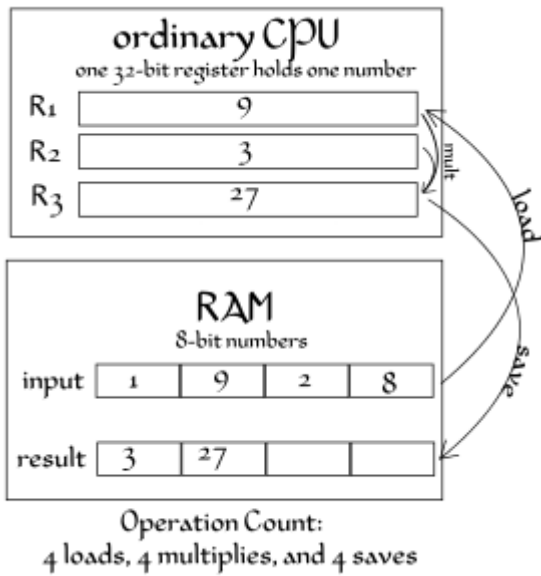 ordinary CPU
one 32-bit register holds one number
R1 9
R2 3
R3 27
mult
load
save
RAM
8-bit numbers
input 1 9 2 8
result 3 27
Operation Count:
4 loads, 4 multiplies, and 4 saves